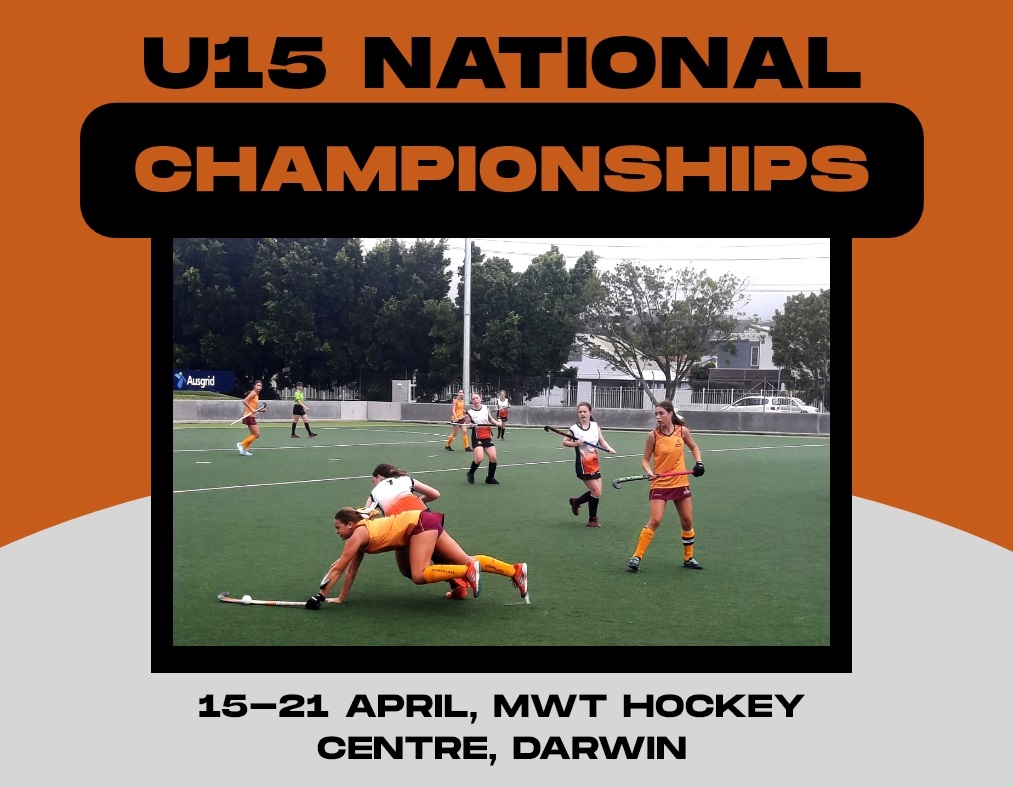 U15 NATIONAL
CHAMPIONSHIPS
Ausgrid
15–21 APRIL, MWT HOCKEY
CENTRE, DARWIN